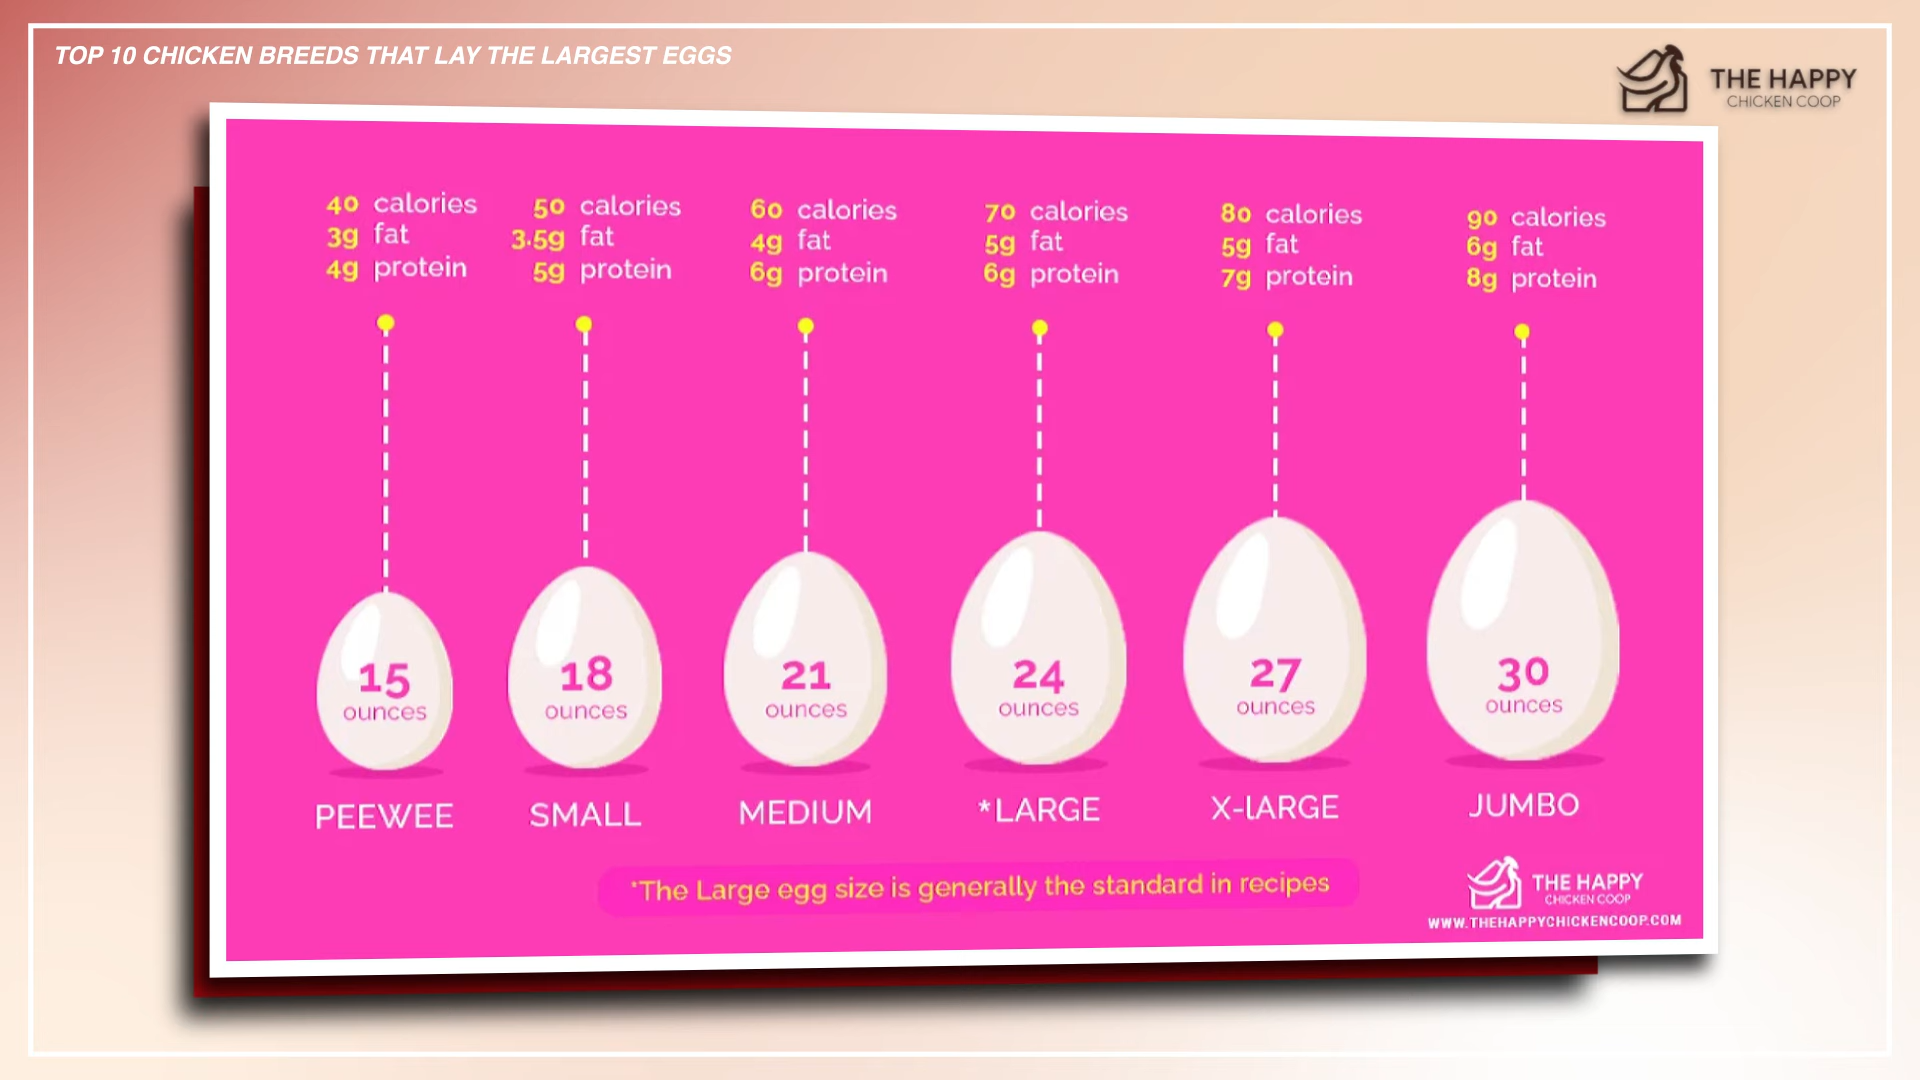 TOP 10 CHICKEN BREEDS THAT LAY THE LARGEST EGGS
THE HAPPY
CHICKEN COOP
40 calories
3g fat
4g protein
50 calories
3.5g fat
5g protein
60 calories
4g fat
6g protein
70 calories
5g fat
6g protein
80 calories
5g fat
7g protein
90 calories
6g fat
8g protein
15
ounces
18
ounces
21
ounces
24
ounces
27
ounces
30
ounces
PEEWEE
SMALL
MEDIUM
*LARGE
X-lARGE
JUMBO
*The Large egg size is generally the standard in recipes
THE HAPPY
CHICKEN COOP
WWW.THEHAPPYCHICKENCOOP.COM